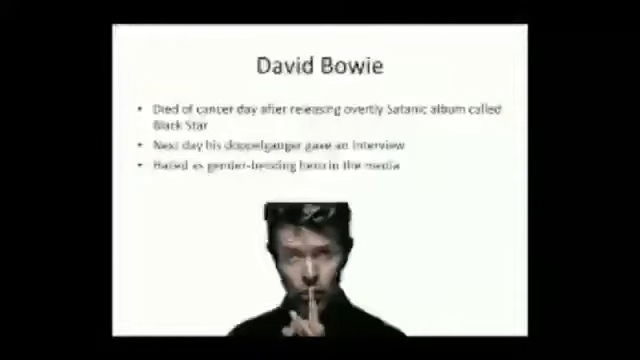 David Bowie
• Died of cancer day after releasing overtly Satanic album called
Black Star
• Next day his doppelganger gave an interview
• Hailed as gender-bending hero in the media